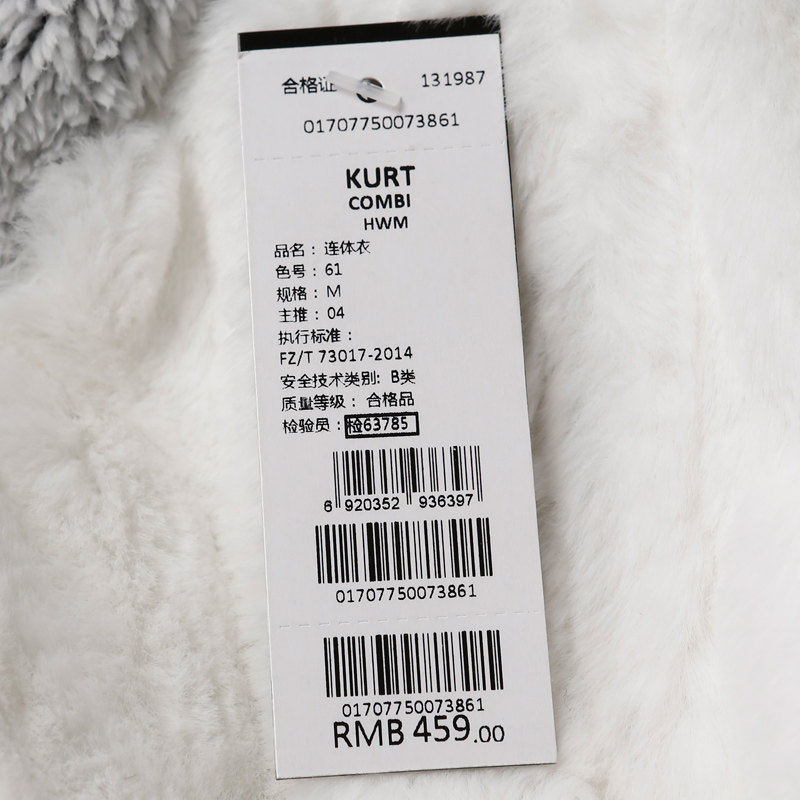 合格证 131987
01707750073861
KURT
COMBI
HWM
品名：连体衣
色号：61
规格：M
主推：04
执行标准：
FZ/T 73017-2014
安全技术类别: B类
质量等级：合格品
检验员：检63785
6 920352 936397
01707750073861
01707750073861
RMB 459.00